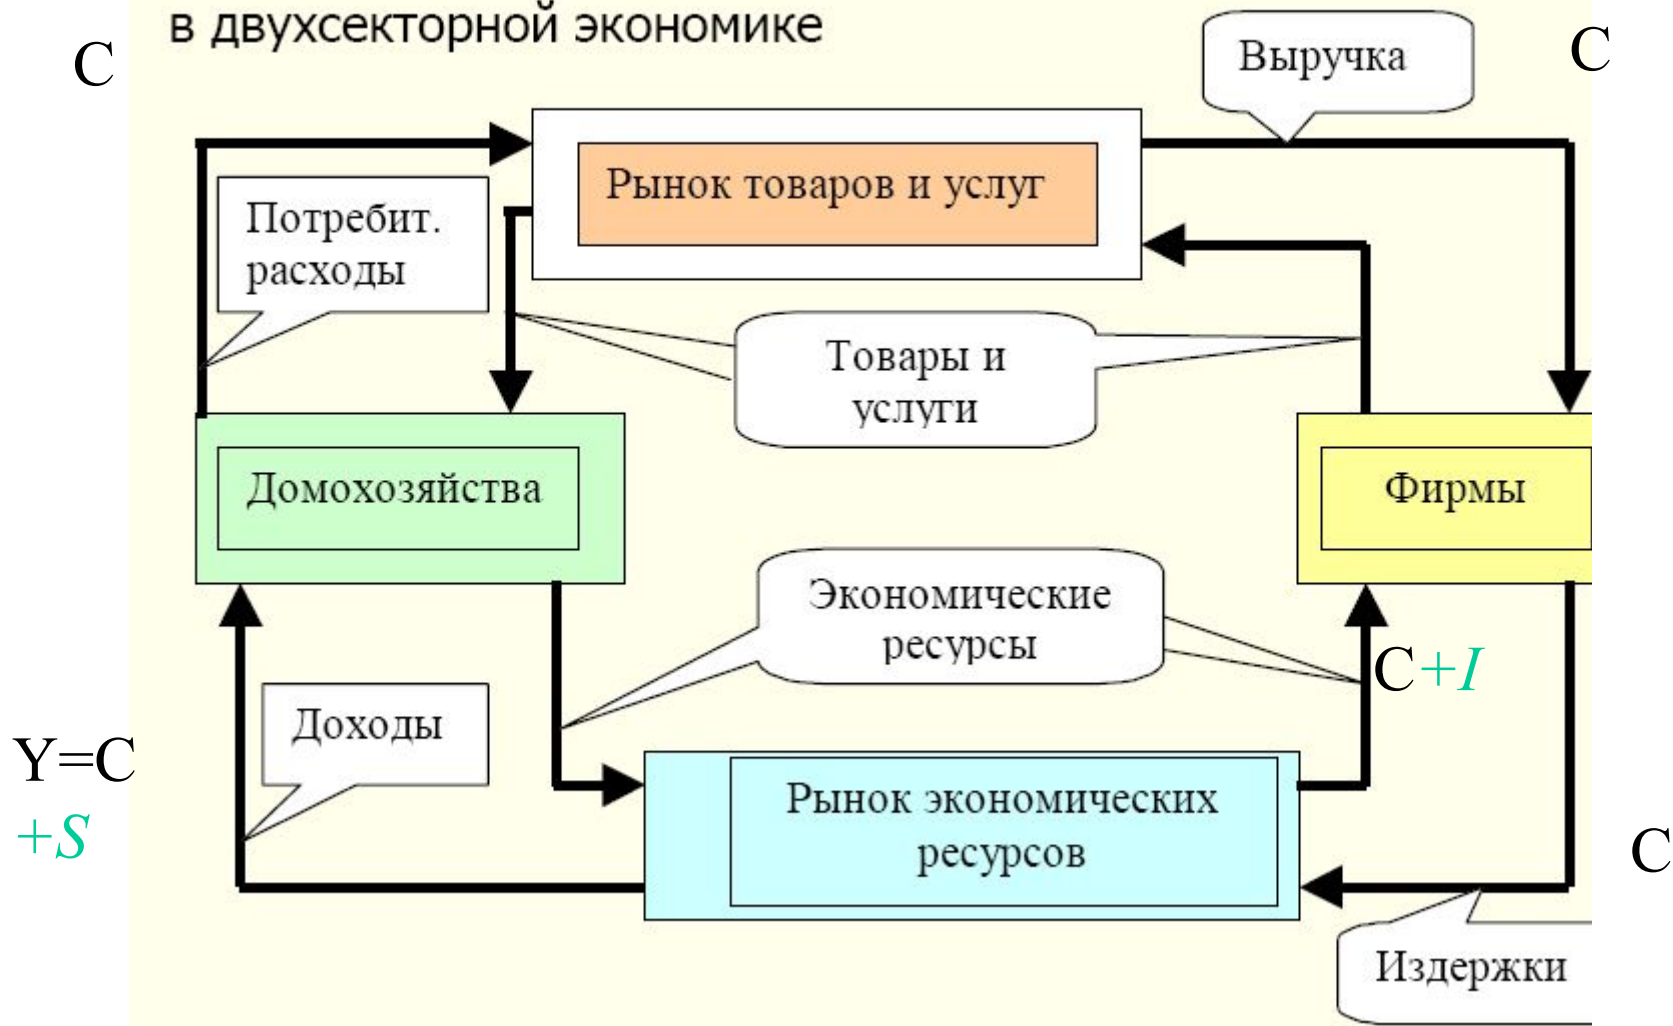 в двухсекторной экономике
C
Выручка
C
Рынок товаров и услуг
Потребит.
расходы
Товары и
услуги
Домохозяйства
Фирмы
Экономические
ресурсы
C+I
Доходы
Y=C
+S
Рынок экономических
ресурсов
C
Издержки